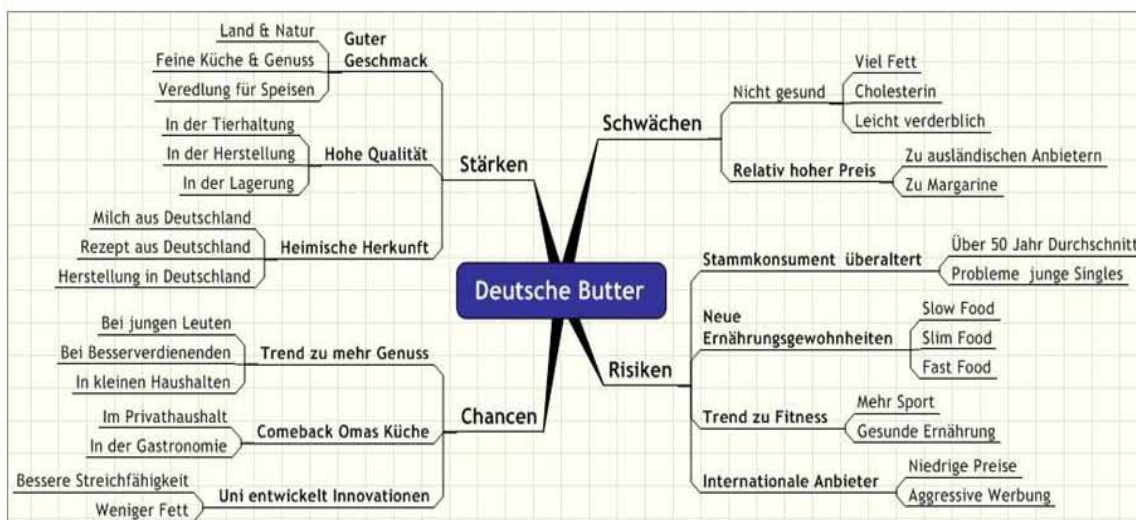 Land & Natur
Feine Küche & Genuss
Veredlung für Speisen
Guter
Geschmack
In der Tierhaltung
In der Herstellung
In der Lagerung
Hohe Qualität
Milch aus Deutschland
Rezept aus Deutschland
Herstellung in Deutschland
Heimische Herkunft
Stärken
Schwächen
Nicht gesund
Viel Fett
Cholesterin
Leicht verderblich
Relativ hoher Preis
Zu ausländischen Anbietern
Zu Margarine
Deutsche Butter
Bei jungen Leuten
Bei Besserverdienenden
In kleinen Haushalten
Trend zu mehr Genuss
Im Privathaushalt
In der Gastronomie
Comeback Omas Küche
Bessere Streichfähigkeit
Weniger Fett
Uni entwickelt Innovationen
Chancen
Risiken
Stammkonsument überaltert
Über 50 Jahr Durchschnitt
Probleme junge Singles
Neue
Ernährungsgewohnheiten
Slow Food
Slim Food
Fast Food
Trend zu Fitness
Mehr Sport
Gesunde Ernährung
Internationale Anbieter
Niedrige Preise
Aggressive Werbung